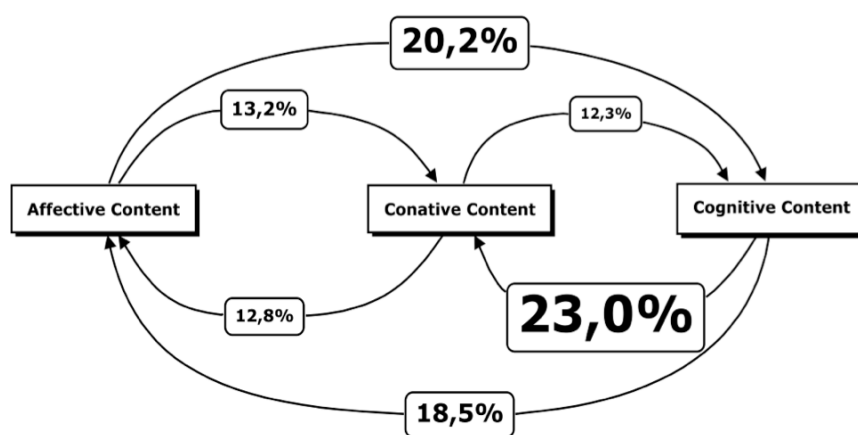 20,2%
13,2%
12,3%
Affective Content
Conative Content
Cognitive Content
12,8%
23,0%
18,5%